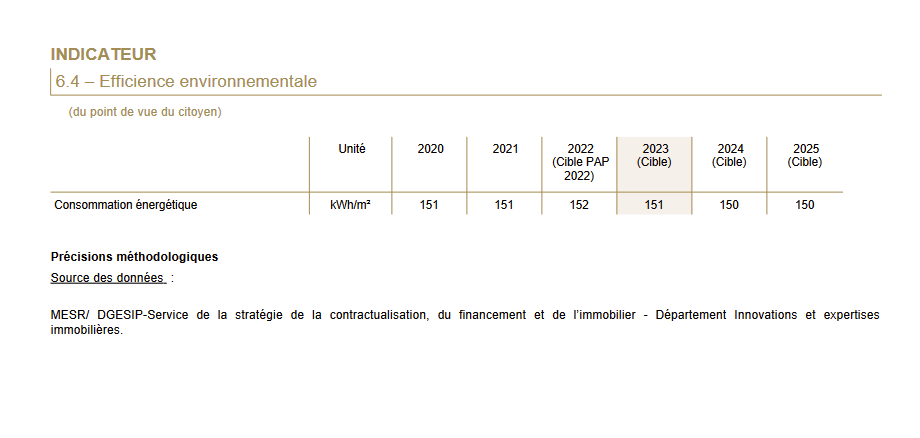 INDICATEUR
6.4 – Efficience environnementale
(du point de vue du citoyen)
Unité 2020 2021 2022 2023 2024 2025
(Cible PAP (Cible) (Cible) (Cible)
2022)
Consommation énergétique kWh/m² 151 151 152 151 150 150
Précisions méthodologiques
Source des données :
MESR/ DGESIP-Service de la stratégie de la contractualisation, du financement et de l'immobilier - Département Innovations et expertises
immobilières.